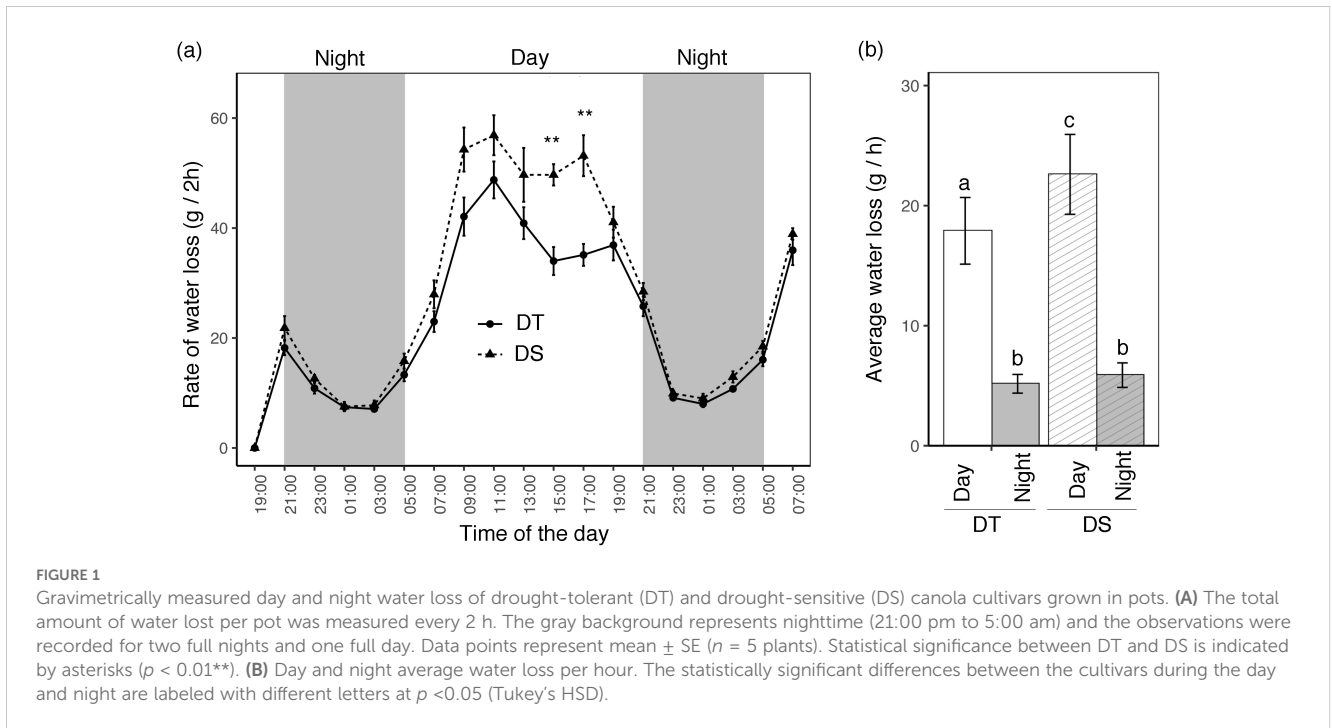 (a)
Night
Day
Night
Rate of water loss (g / 2h)
60
40
20
0
**
**
DT
DS
19:00
21:00
23:00
01:00
03:00
05:00
07:00
09:00
11:00
13:00
15:00
17:00
19:00
21:00
23:00
01:00
03:00
05:00
07:00
Time of the day
(b)
Average water loss (g / h)
30
20
10
0
a
b
c
b
Day
Night
Day
Night
DT
DS
FIGURE 1
Gravimetrically measured day and night water loss of drought-tolerant (DT) and drought-sensitive (DS) canola cultivars grown in pots. (A) The total
amount of water lost per pot was measured every 2 h. The gray background represents nighttime (21:00 pm to 5:00 am) and the observations were
recorded for two full nights and one full day. Data points represent mean ± SE (n = 5 plants). Statistical significance between DT and DS is indicated
by asterisks (p < 0.01**). (B) Day and night average water loss per hour. The statistically significant differences between the cultivars during the day
and night are labeled with different letters at p <0.05 (Tukey's HSD).